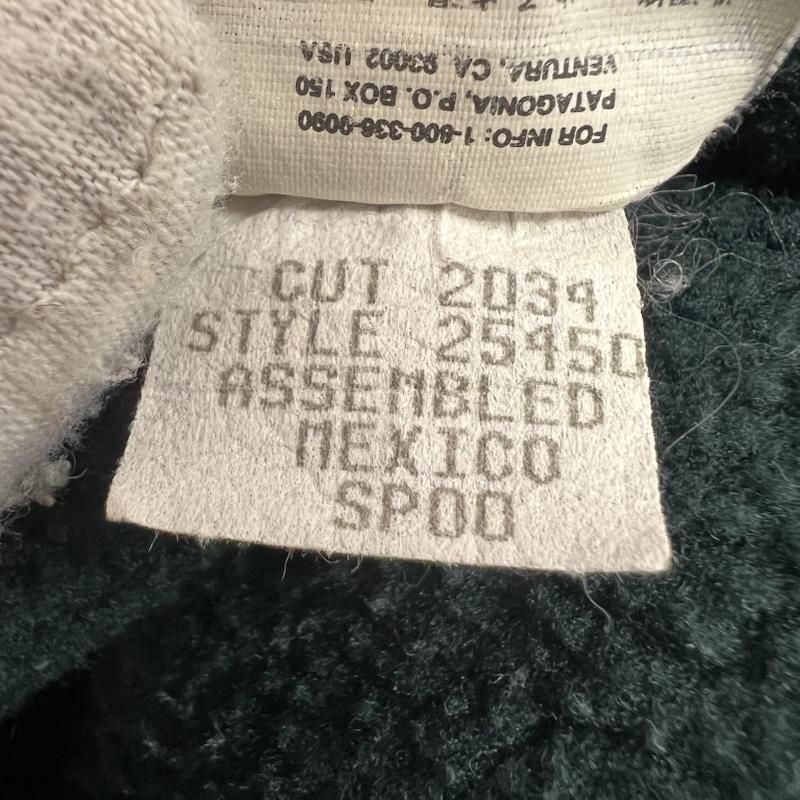 VENTURA, CA. 93002 USA
PATAGONIA, P.O. BOX 150
FOR INFO: 1-800-336-9090
CUT 2034
STYLE 25450
ASSEMBLED
MEXICO
SP00